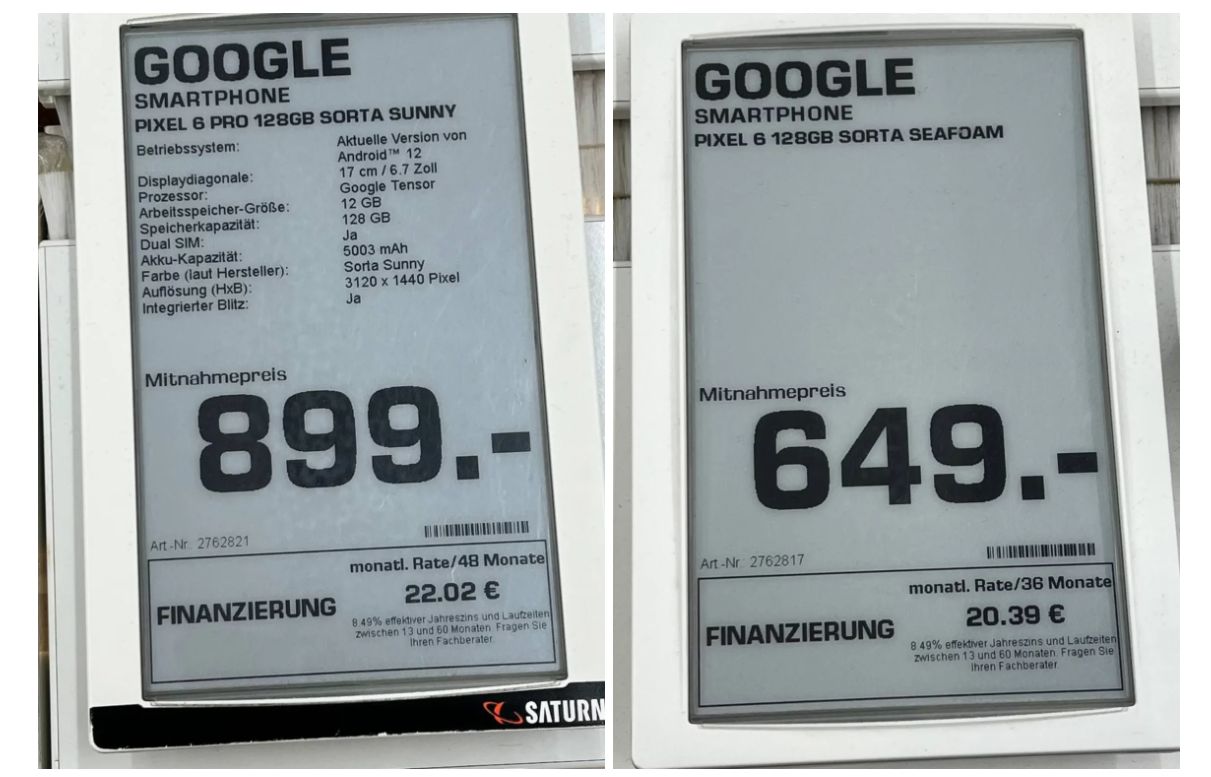 GOOGLE
SMARTPHONE
PIXEL 6 PRO 128GB SORTA SUNNY
Betriebssystem: Aktuelle Version von
Android™ 12
Displaydiagonale: 17 cm / 6.7 Zoll
Prozessor: Google Tensor
Arbeitsspeicher-Größe: 12 GB
Speicherkapazität: 128 GB
Dual SIM: Ja
Akku-Kapazität: 5003 mAh
Farbe (laut Hersteller): Sorta Sunny
Auflösung (HxB): 3120 x 1440 Pixel
Integrierter Blitz: Ja
Mitnahmepreis
899.-
Art.-Nr. 2762821
monatl. Rate/48 Monate
22.02 €
FINANZIERUNG
8.49% effektiver Jahreszins und Laufzeiten
zwischen 13 und 60 Monaten. Fragen Sie
Ihren Fachberater.
SATURN
GOOGLE
SMARTPHONE
PIXEL 6 128GB SORTA SEAFOAM
Mitnahmepreis
649.-
Art.-Nr. 2762817
monatl. Rate/36 Monate
20.39 €
FINANZIERUNG
8.49% effektiver Jahreszins und Laufzeiten
zwischen 13 und 60 Monaten. Fragen Sie
Ihren Fachberater.